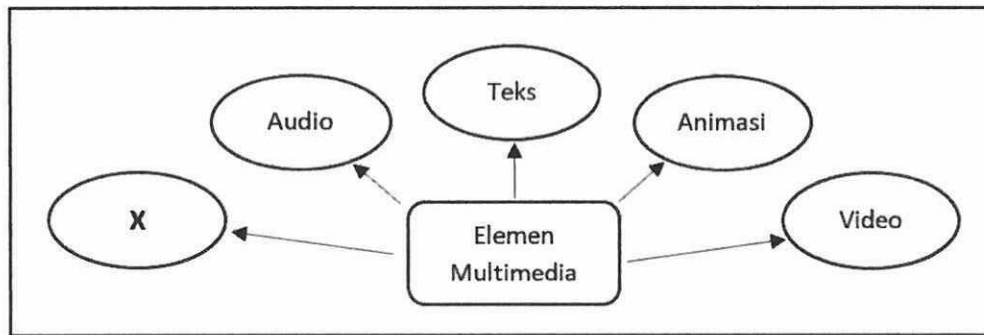 Teks
Audio
Animasi
X
Video
Elemen
Multimedia